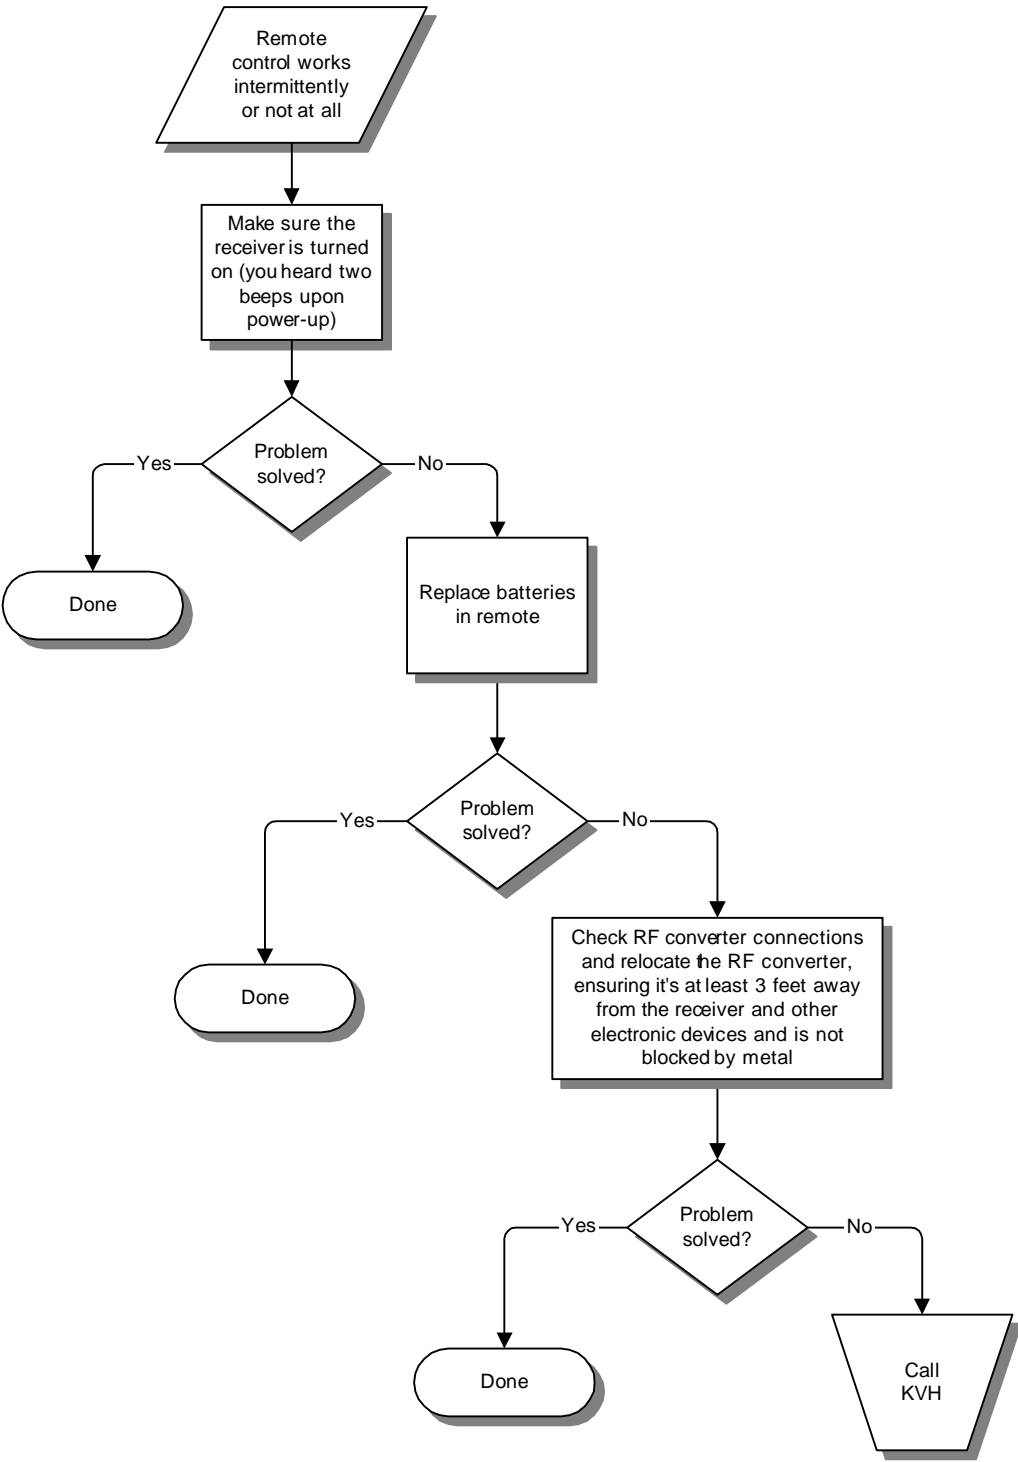 Remote
control works
intermittently
or not at all
Make sure the
receiver is turned
on (you heard two
beeps upon
power-up)
Problem
solved?
Yes
No
Done
Replace batteries
in remote
Problem
solved?
Yes
No
Done
Check RF converter connections
and relocate the RF converter,
ensuring it's at least 3 feet away
from the receiver and other
electronic devices and is not
blocked by metal
Problem
solved?
Yes
No
Done
Call
KVH